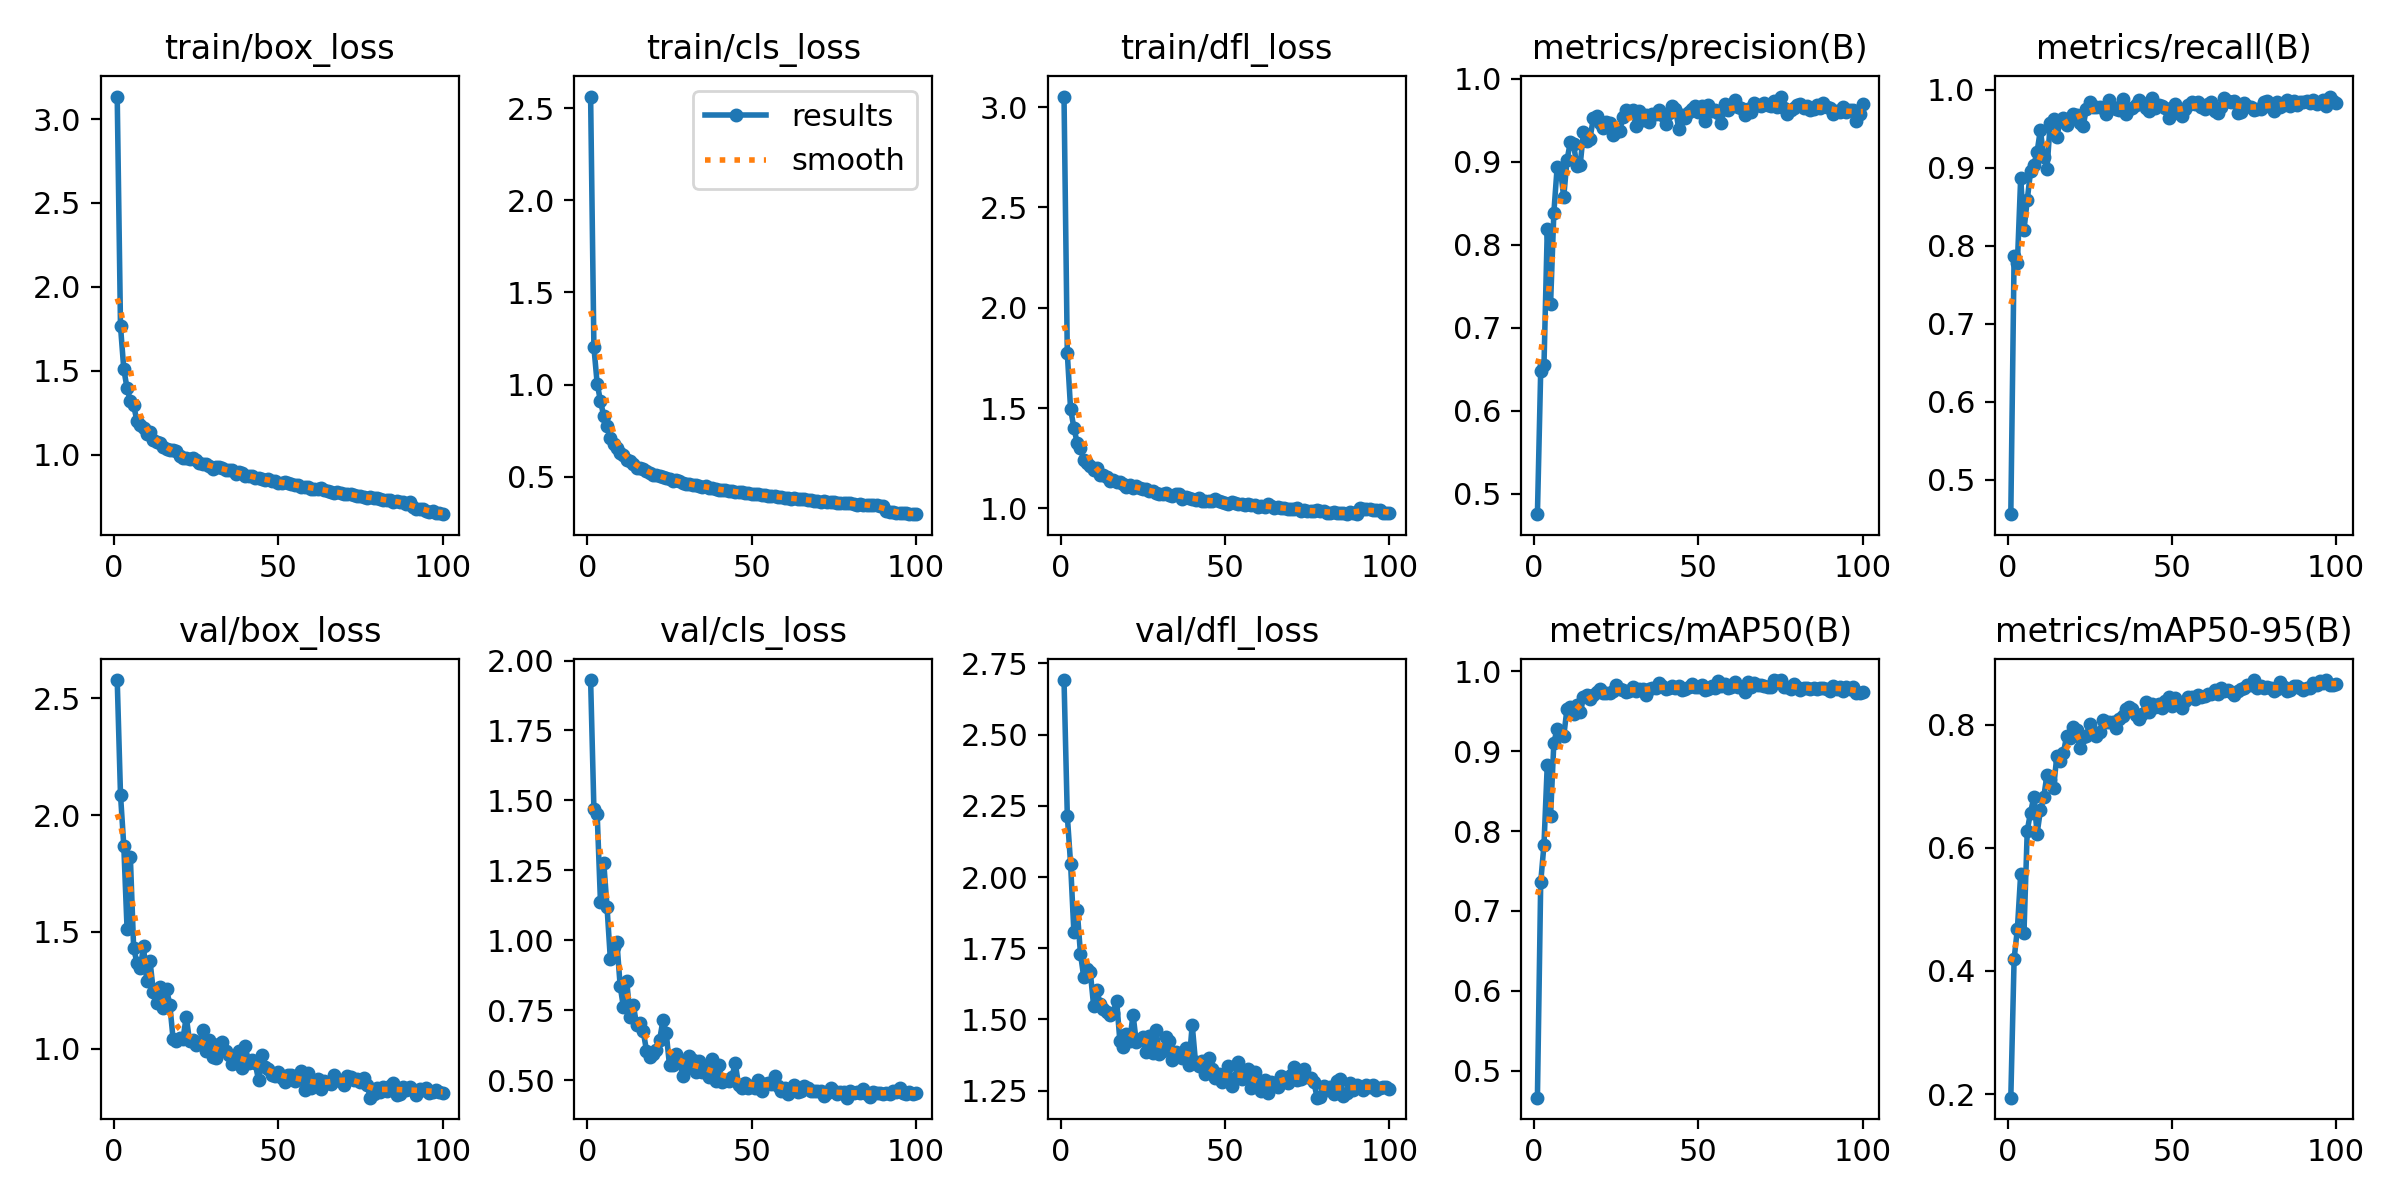 train/box_loss
3.0
2.5
2.0
1.5
1.0
0 50 100
train/cls_loss
results
smooth
2.5
2.0
1.5
1.0
0.5
0 50 100
train/dfl_loss
3.0
2.5
2.0
1.5
1.0
0 50 100
metrics/precision(B)
1.0
0.9
0.8
0.7
0.6
0.5
0 50 100
metrics/recall(B)
1.0
0.9
0.8
0.7
0.6
0.5
0 50 100
val/box_loss
2.5
2.0
1.5
1.0
0 50 100
val/cls_loss
2.00
1.75
1.50
1.25
1.00
0.75
0.50
0 50 100
val/dfl_loss
2.75
2.50
2.25
2.00
1.75
1.50
1.25
0 50 100
metrics/mAP50(B)
1.0
0.9
0.8
0.7
0.6
0.5
0 50 100
metrics/mAP50-95(B)
0.8
0.6
0.4
0.2
0 50 100